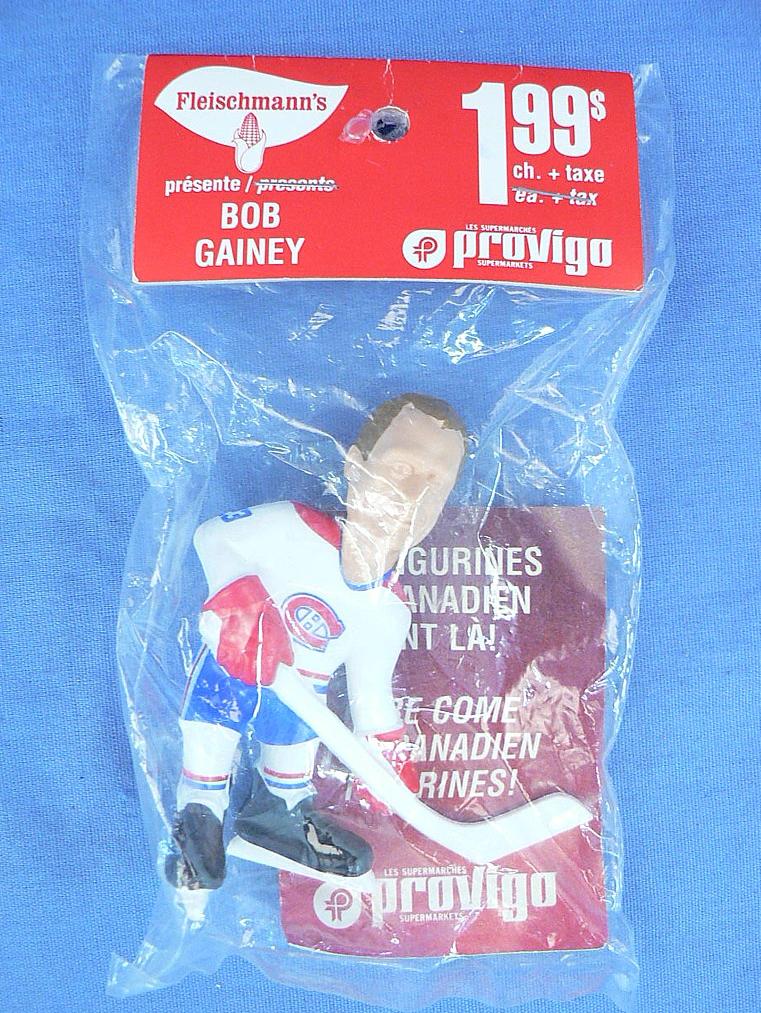 Fleischmann's
présente / presents
BOB
GAINEY
1 99$
ch. + taxe
ea. + tax
LES SUPERMARCHÉS
provigo
SUPERMARKETS
IGURINES
ANADIEN
NT LÀ!
E COME
ANADIEN
RINES!
LES SUPERMARCHÉS
provigo
SUPERMARKETS